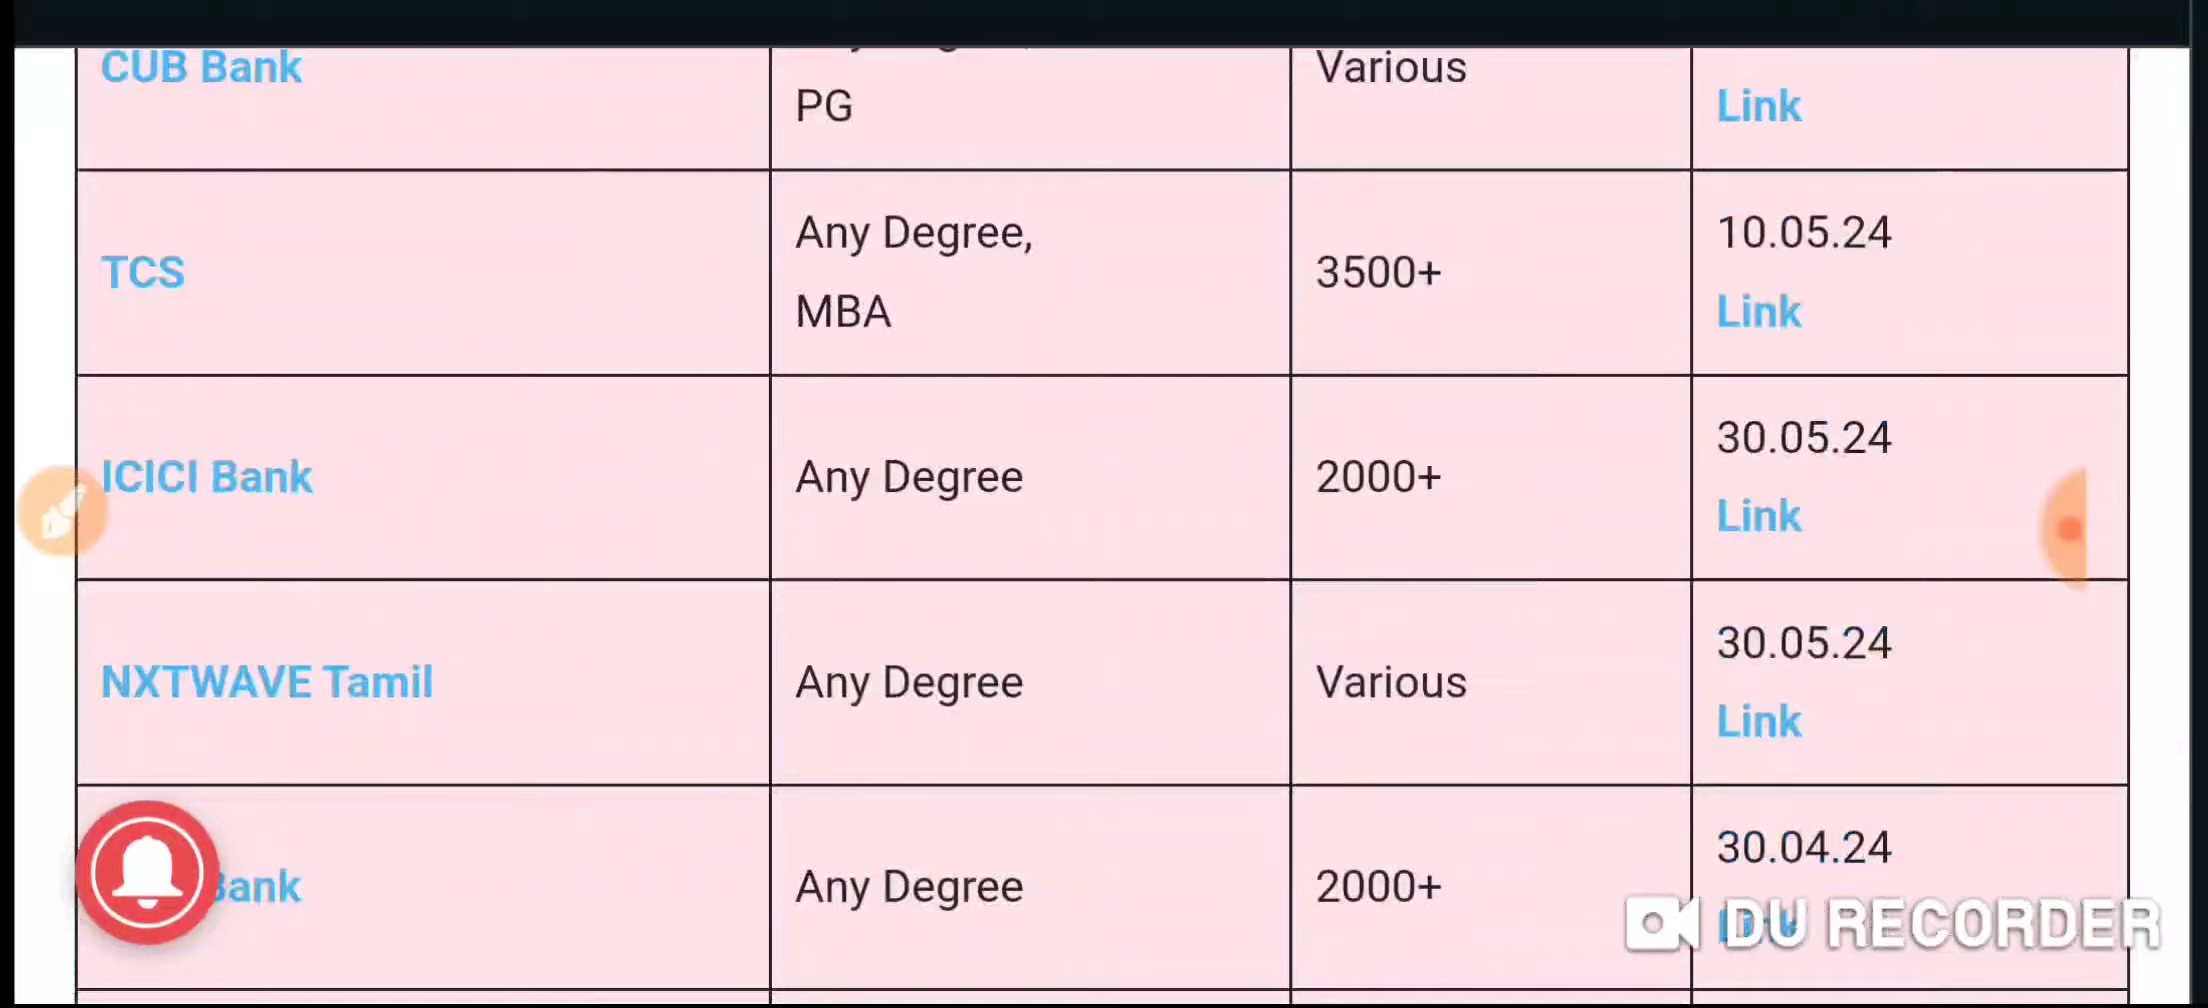 CUB Bank
PG
Various
Link
TCS
Any Degree,
MBA
3500+
10.05.24
Link
ICICI Bank
Any Degree
2000+
30.05.24
Link
NXTWAVE Tamil
Any Degree
Various
30.05.24
Link
Bank
Any Degree
2000+
30.04.24
Link
DU RECORDER